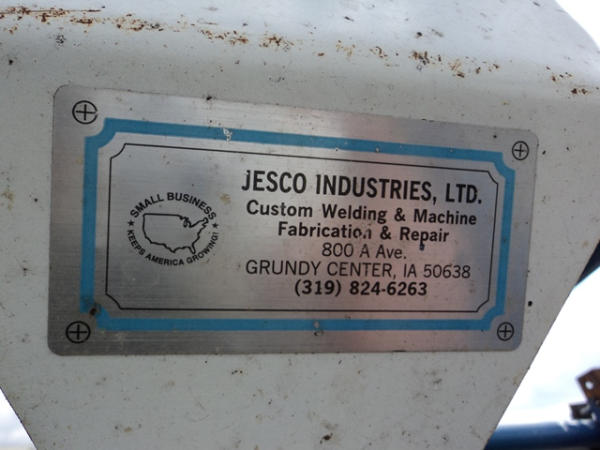 JESCO INDUSTRIES, LTD.
Custom Welding & Machine
Fabrication & Repair
800 A Ave.
GRUNDY CENTER, IA 50638
(319) 824-6263
★ SMALL BUSINESS ★
KEEPS AMERICA GROWING!